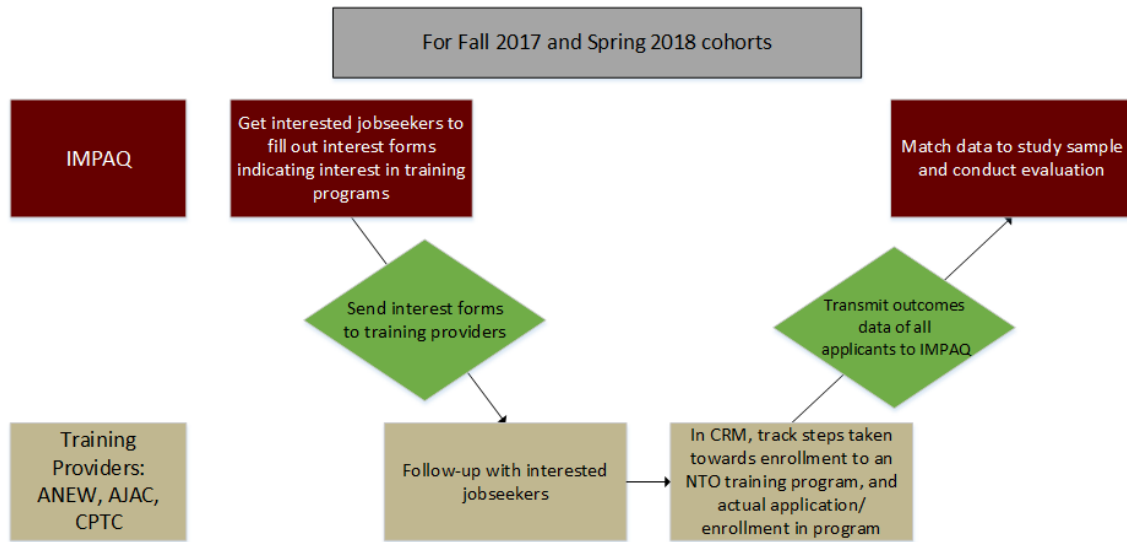 For Fall 2017 and Spring 2018 cohorts
IMPAQ
Get interested jobseekers to
fill out interest forms
indicating interest in training
programs
Match data to study sample
and conduct evaluation
Send interest forms
to training providers
Transmit outcomes
data of all
applicants to IMPAQ
Training
Providers:
ANEW, AJAC,
CPTC
Follow-up with interested
jobseekers
In CRM, track steps taken
towards enrollment to an
NTO training program, and
actual application/
enrollment in program